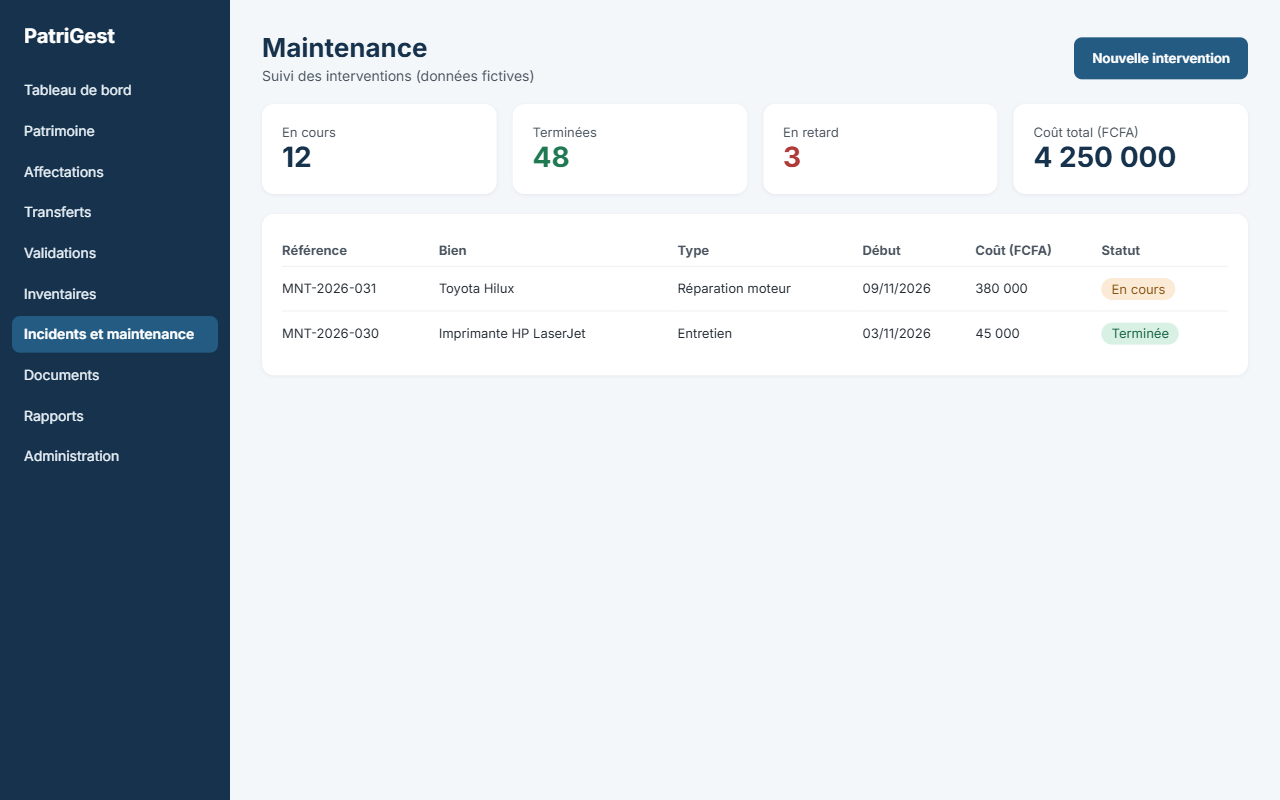 PatriGest
Tableau de bord
Patrimoine
Affectations
Transferts
Validations
Inventaires
Incidents et maintenance
Documents
Rapports
Administration
Maintenance
Suivi des interventions (données fictives)
Nouvelle intervention
En cours
12
Terminées
48
En retard
3
Coût total (FCFA)
4 250 000
Référence Bien Type Début Coût (FCFA) Statut
MNT-2026-031 Toyota Hilux Réparation moteur 09/11/2026 380 000 En cours
MNT-2026-030 Imprimante HP LaserJet Entretien 03/11/2026 45 000 Terminée